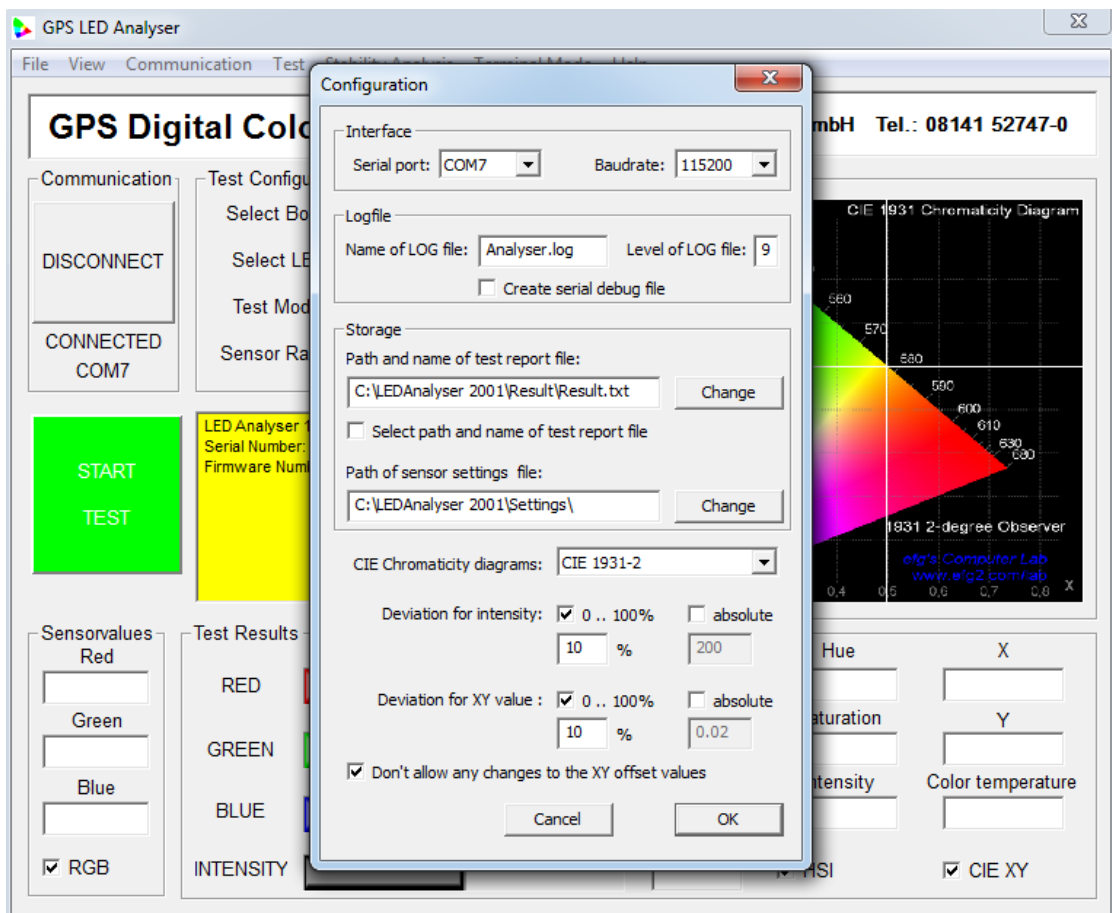 GPS LED Analyser
File View Communication Test Stability Analysis Terminal Mode Help
GPS Digital Colo
mbH Tel.: 08141 52747-0
Communication
DISCONNECT
CONNECTED
COM7
Test Configu
Select Bo
Select LE
Test Mod
Sensor Ra
START
TEST
LED Analyser 1
Serial Number:
Firmware Num
Configuration
Interface
Serial port: COM7 Baudrate: 115200
Logfile
Name of LOG file: Analyser.log Level of LOG file: 9
Create serial debug file
Storage
Path and name of test report file:
C:\LEDAnalyser 2001\Result\Result.txt Change
Select path and name of test report file
Path of sensor settings file:
C:\LEDAnalyser 2001\Settings\ Change
CIE Chromaticity diagrams: CIE 1931-2
Deviation for intensity: 0 .. 100% absolute
10 % 200
Deviation for XY value : 0 .. 100% absolute
10 % 0.02
Don't allow any changes to the XY offset values
Cancel OK
CIE 1931 Chromaticity Diagram
560
570
580
590
600
610
630
680
1931 2-degree Observer
efg's Computer Lab
www.efg2.com/lab
0,4 0,5 0,6 0,7 0,8 X
Sensorvalues
Red
Green
Blue
RGB
Test Results
RED
GREEN
BLUE
INTENSITY
Hue X
aturation Y
ntensity Color temperature
HSI CIE XY